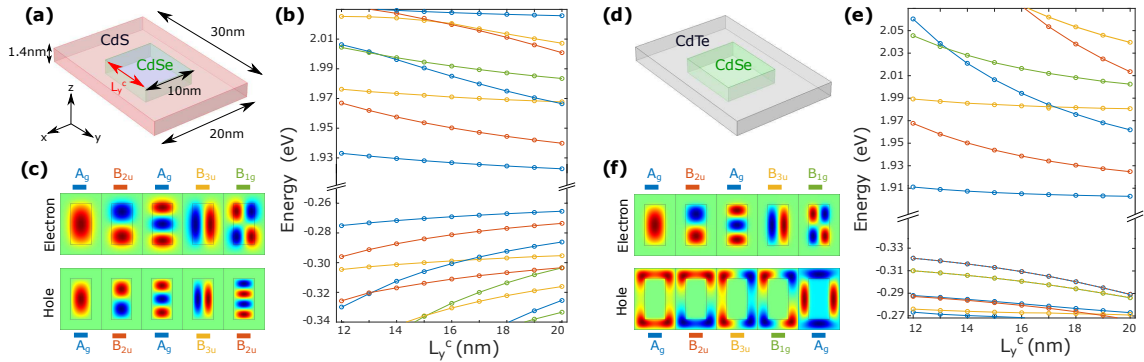 (a)
30nm
1.4nm
CdS
CdSe
L_y^c
10nm
20nm
z
x
y
(b)
Energy (eV)
2.01
1.99
1.97
1.95
1.93
-0.26
-0.28
-0.30
-0.32
-0.34
12
14
16
18
20
L_y^c (nm)
(c)
A_g
B_2u
A_g
B_3u
B_1g
Electron
Hole
A_g
B_2u
A_g
B_3u
B_2u
(d)
CdTe
CdSe
(e)
Energy (eV)
2.05
2.03
2.01
1.99
1.97
1.95
1.93
1.91
-0.33
-0.31
-0.29
-0.27
12
14
16
18
20
L_y^c (nm)
(f)
A_g
B_2u
A_g
B_3u
B_1g
Electron
Hole
A_g
B_2u
B_3u
B_1g
A_g